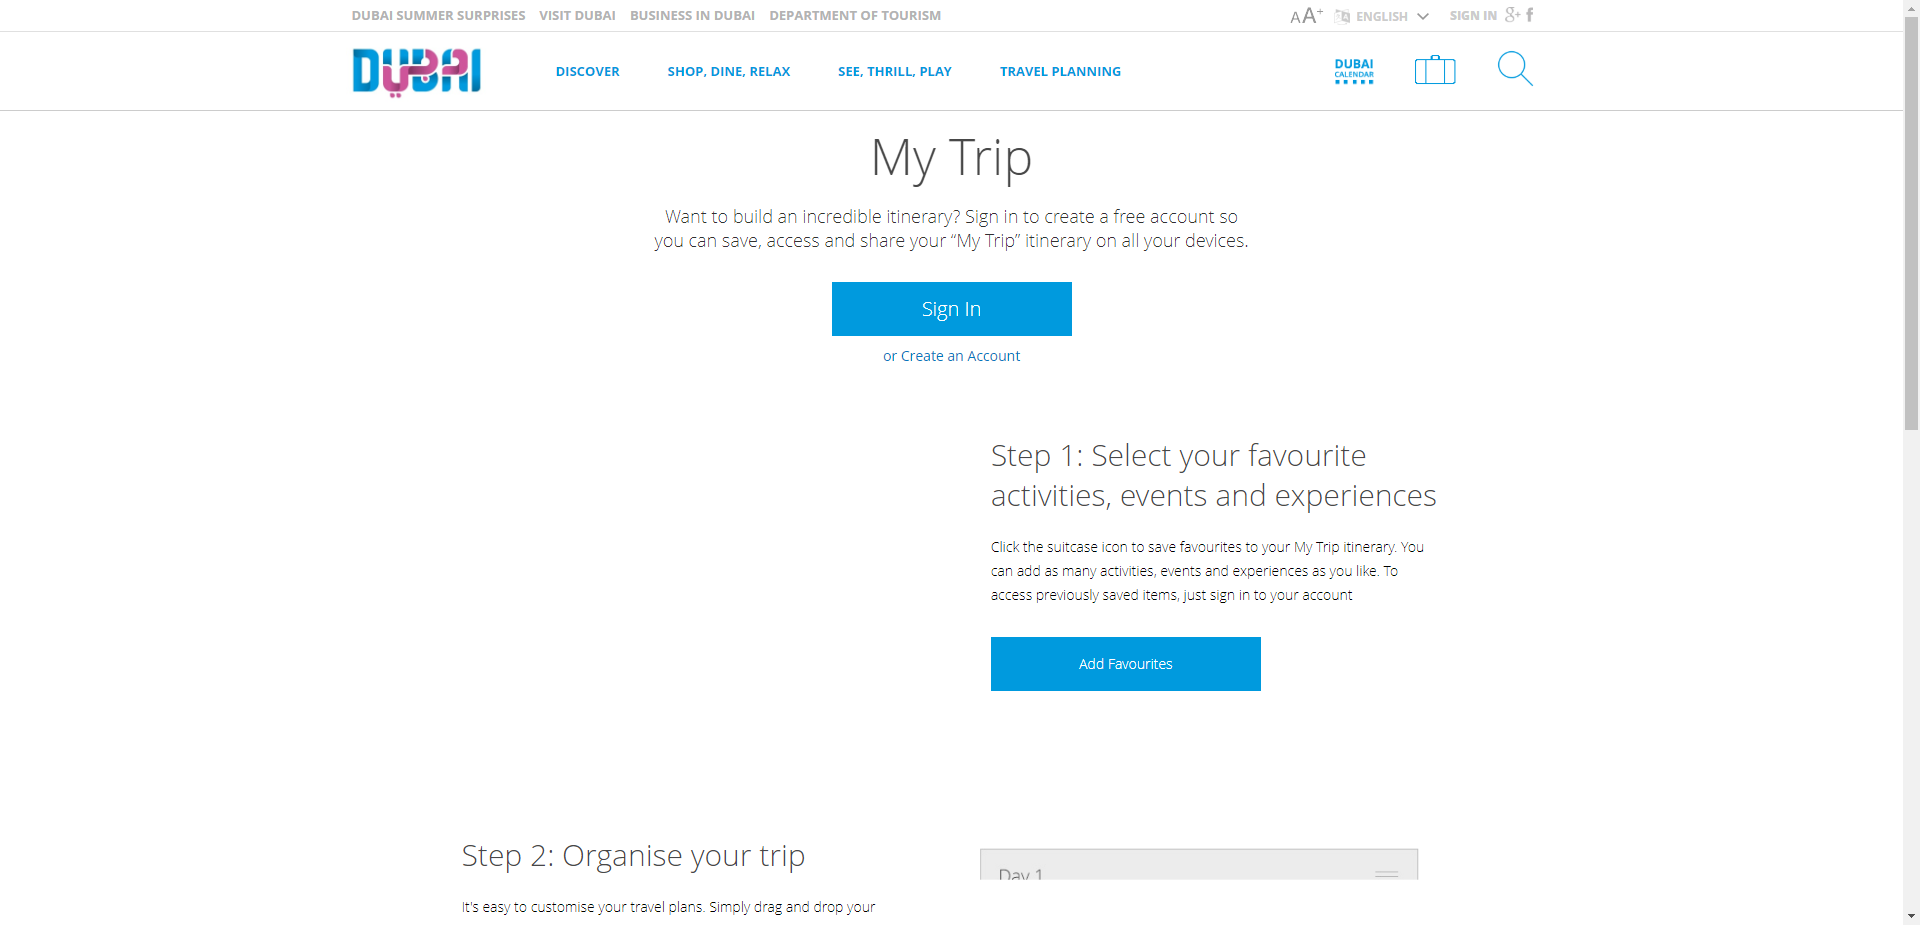 DUBAI SUMMER SURPRISES VISIT DUBAI BUSINESS IN DUBAI DEPARTMENT OF TOURISM AA+ ENGLISH SIGN IN g+ f
DUBAI DISCOVER SHOP, DINE, RELAX SEE, THRILL, PLAY TRAVEL PLANNING DUBAI
CALENDAR
My Trip
Want to build an incredible itinerary? Sign in to create a free account so
you can save, access and share your “My Trip” itinerary on all your devices.
Sign In
or Create an Account
Step 1: Select your favourite
activities, events and experiences
Click the suitcase icon to save favourites to your My Trip itinerary. You
can add as many activities, events and experiences as you like. To
access previously saved items, just sign in to your account
Add Favourites
Step 2: Organise your trip
It's easy to customise your travel plans. Simply drag and drop your
Day 1